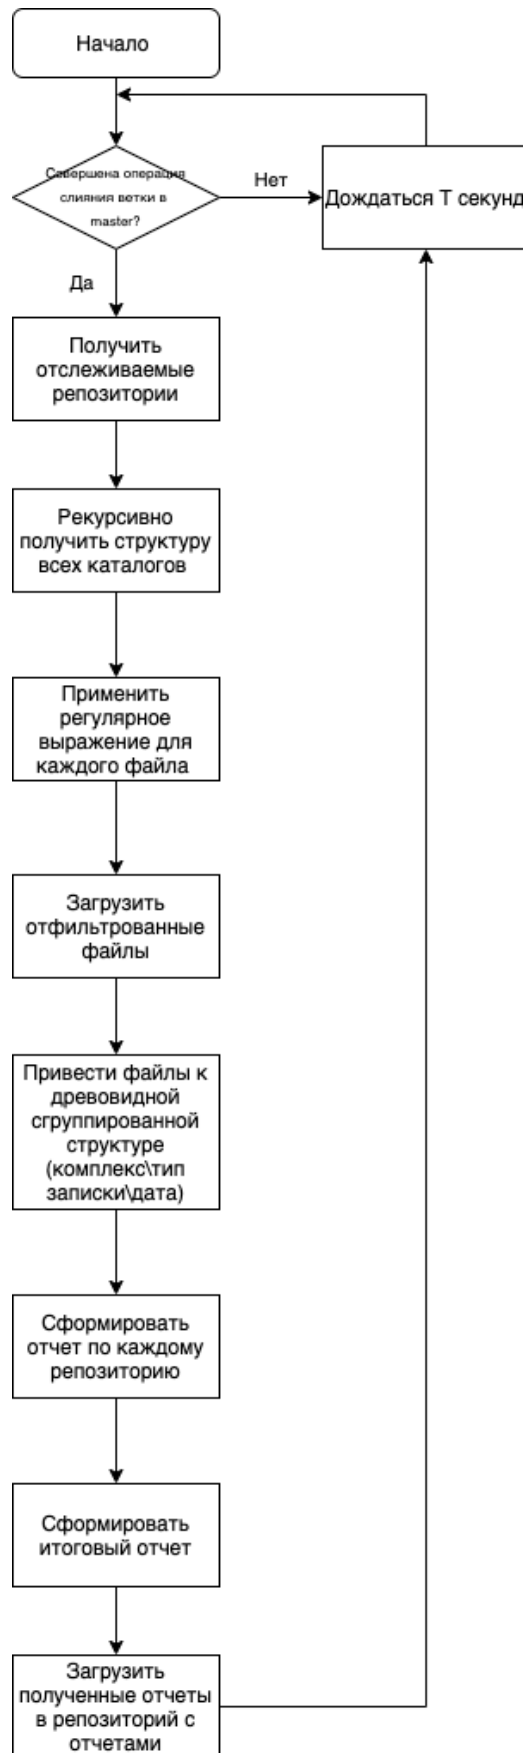 Начало
Совершена операция
слияния ветки в
master?
Нет
Дождаться Т секунд
Да
Получить
отслеживаемые
репозитории
Рекурсивно
получить структуру
всех каталогов
Применить
регулярное
выражение для
каждого файла
Загрузить
отфильтрованные
файлы
Привести файлы к
древовидной
сгруппированной
структуре
(комплекс\тип
записки\дата)
Сформировать
отчет по каждому
репозиторию
Сформировать
итоговый отчет
Загрузить
полученные отчеты
в репозиторий с
отчетами